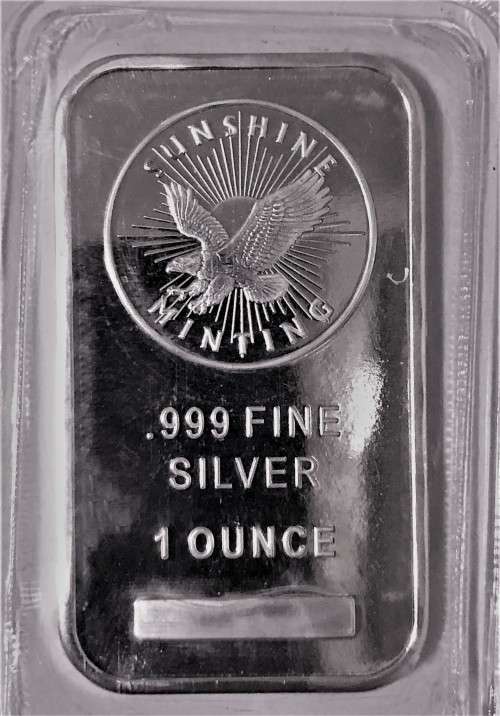 SUNSHINE
MINTING
.999 FINE
SILVER
1 OUNCE